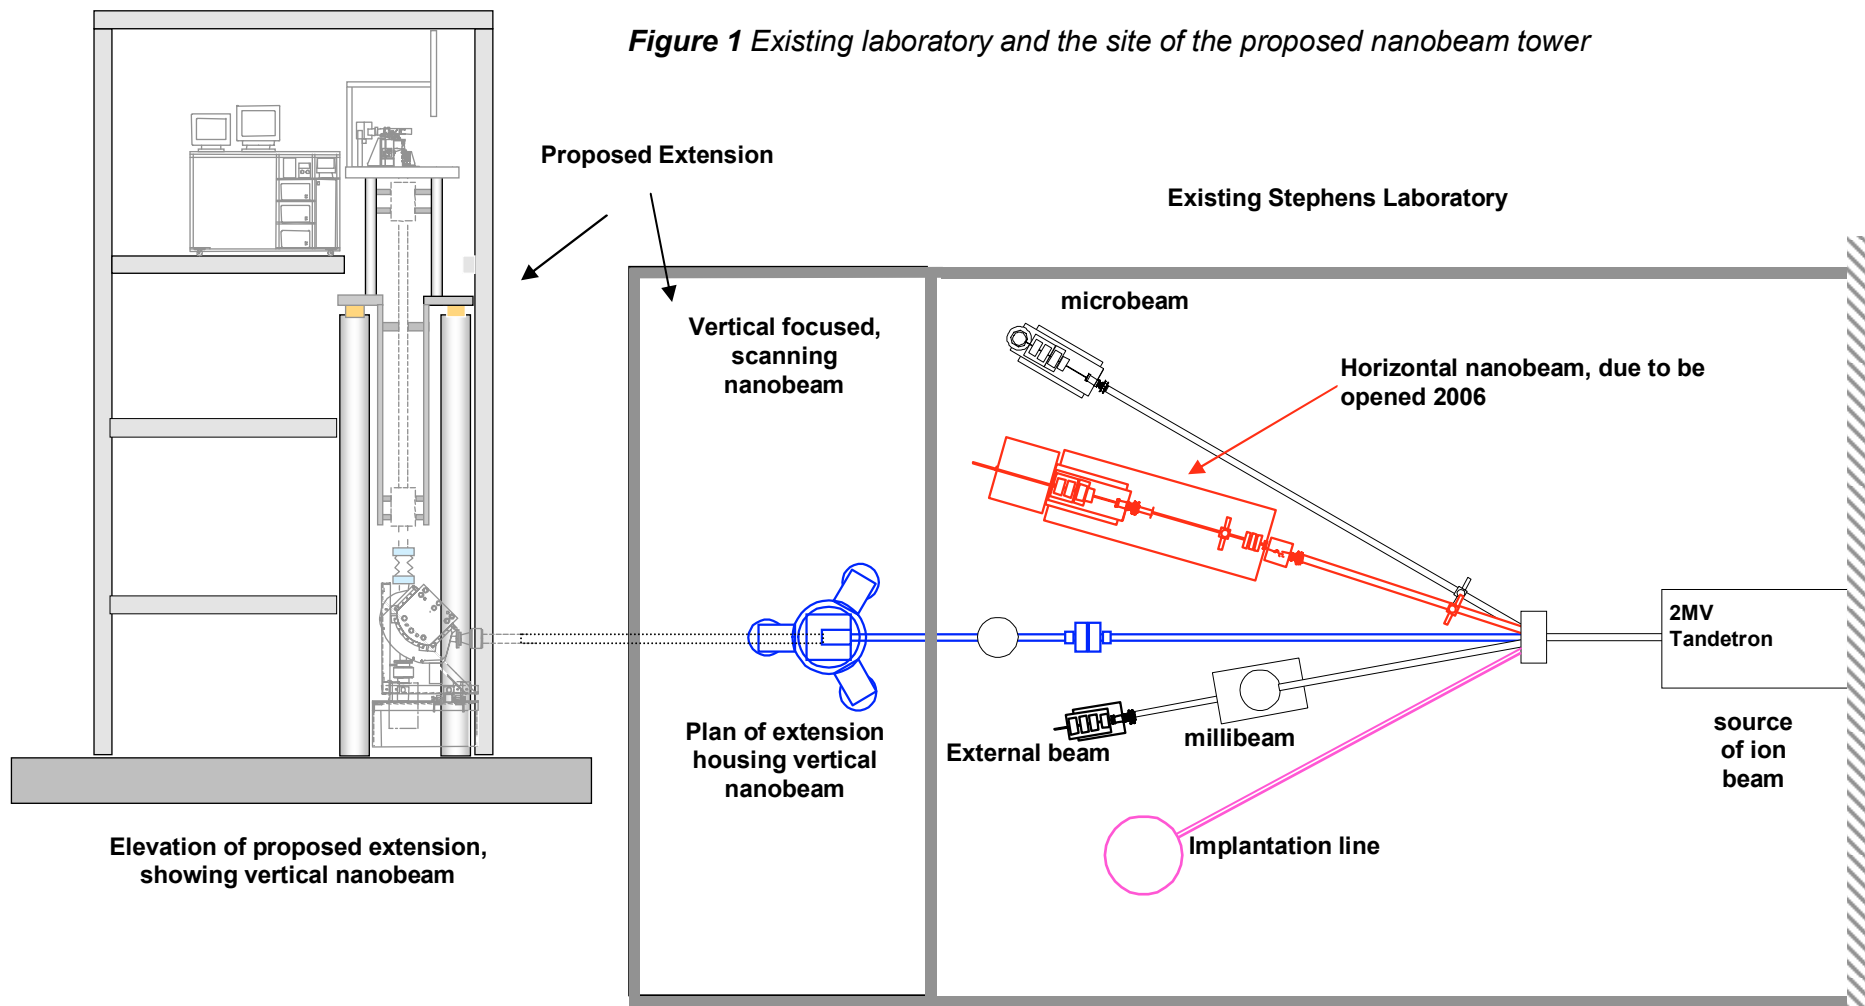 Figure 1 Existing laboratory and the site of the proposed nanobeam tower
Proposed Extension
Existing Stephens Laboratory
microbeam
Vertical focused,
scanning
nanobeam
Horizontal nanobeam, due to be
opened 2006
2MV
Tandetron
Plan of extension
housing vertical
nanobeam
External beam
millibeam
source
of ion
beam
Elevation of proposed extension,
showing vertical nanobeam
Implantation line